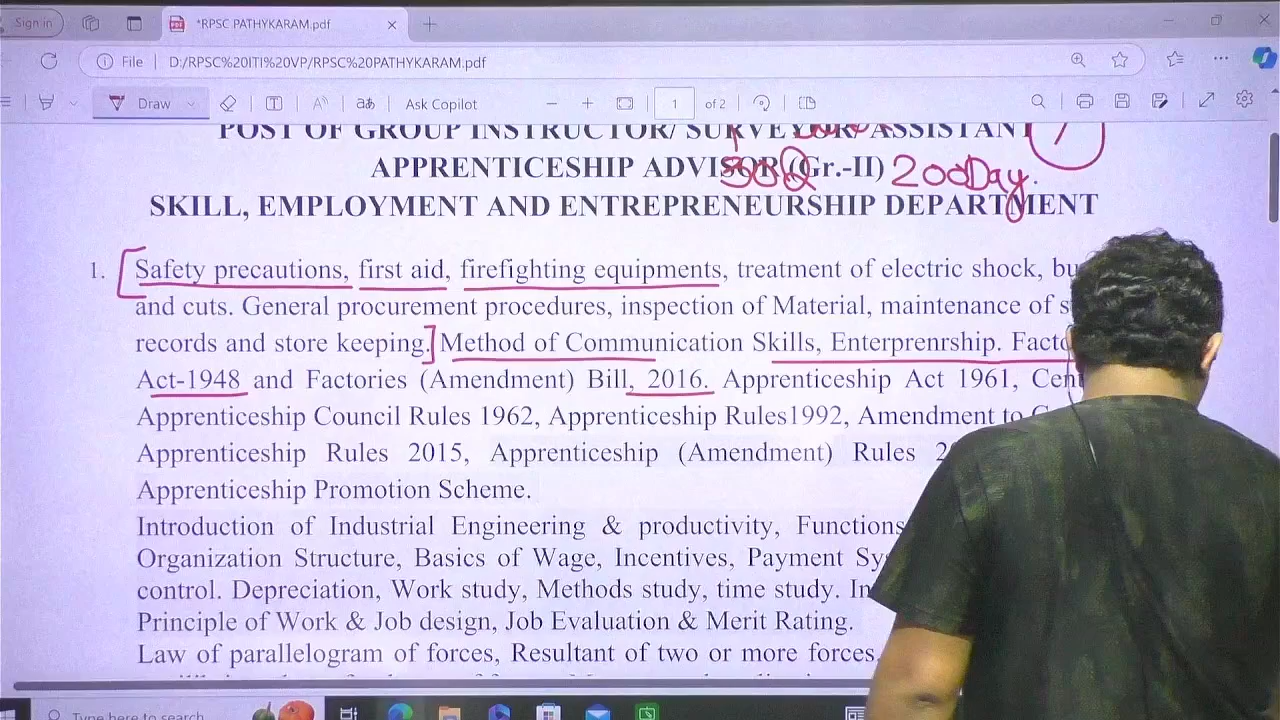 Sign in
*RPSC PATHYKARAM.pdf
File D:/RPSC%20ITI%20VP/RPSC%20PATHYKARAM.pdf
Draw
Ask Copilot
1 of 2
POST OF GROUP INSTRUCTOR/ SURVEYOR/ ASSISTANT
APPRENTICESHIP ADVISOR (Gr.-II) 200Day.
30Q
SKILL, EMPLOYMENT AND ENTREPRENEURSHIP DEPARTMENT
1. Safety precautions, first aid, firefighting equipments, treatment of electric shock,
and cuts. General procurement procedures, inspection of Material, maintenance of
records and store keeping. Method of Communication Skills, Enterprenrship.
Act-1948 and Factories (Amendment) Bill, 2016. Apprenticeship Act 1961,
Apprenticeship Council Rules 1962, Apprenticeship Rules1992, Amendment to
Apprenticeship Rules 2015, Apprenticeship (Amendment) Rules
Apprenticeship Promotion Scheme.
Introduction of Industrial Engineering & productivity, Functions
Organization Structure, Basics of Wage, Incentives, Payment
control. Depreciation, Work study, Methods study, time study.
Principle of Work & Job design, Job Evaluation & Merit Rating.
Law of parallelogram of forces, Resultant of two or more forces,
Type here to search